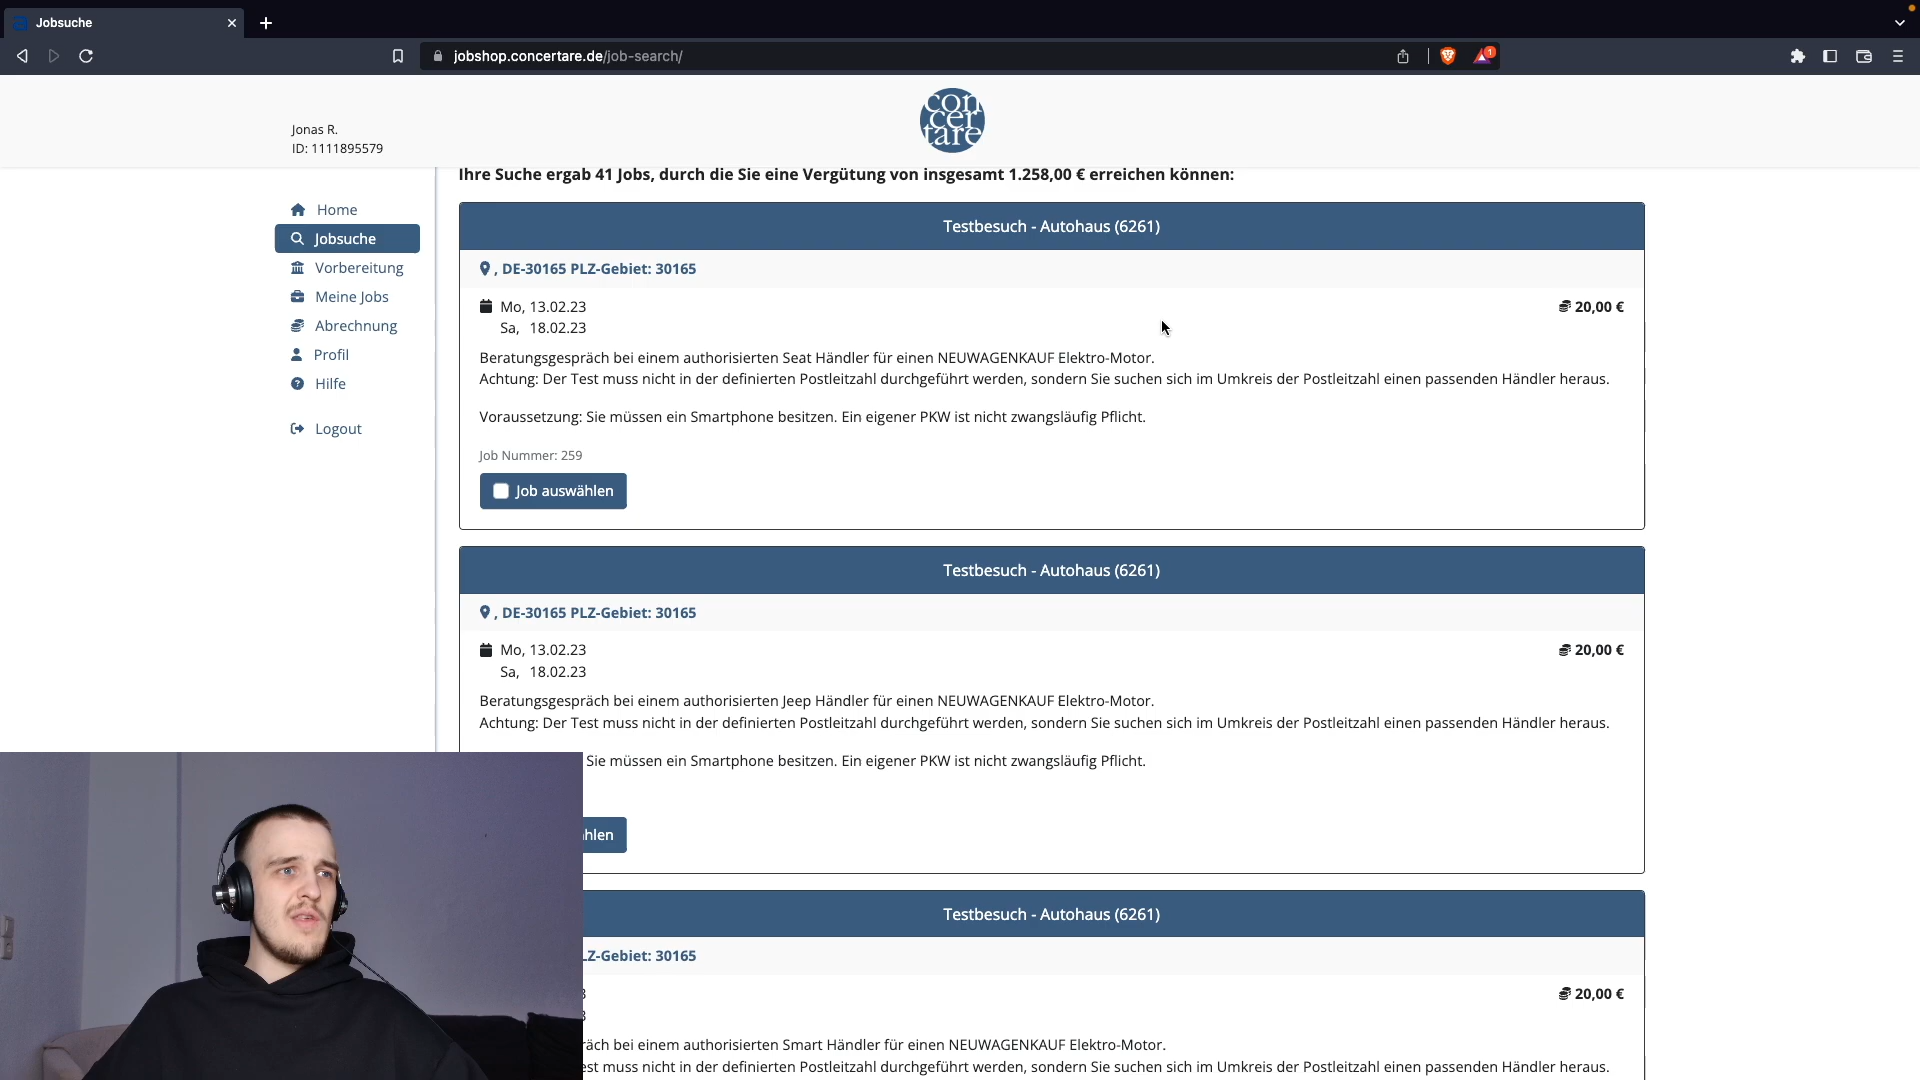 Jobsuche
jobshop.concertare.de/job-search/
1
Jonas R.
ID: 1111895579
con
cer
tare
Home
Jobsuche
Vorbereitung
Meine Jobs
Abrechnung
Profil
Hilfe
Logout
Ihre Suche ergab 41 Jobs, durch die Sie eine Vergütung von insgesamt 1.258,00 € erreichen können:
Testbesuch - Autohaus (6261)
, DE-30165 PLZ-Gebiet: 30165
Mo, 13.02.23
20,00 €
Sa, 18.02.23
Beratungsgespräch bei einem authorisierten Seat Händler für einen NEUWAGENKAUF Elektro-Motor.
Achtung: Der Test muss nicht in der definierten Postleitzahl durchgeführt werden, sondern Sie suchen sich im Umkreis der Postleitzahl einen passenden Händler heraus.
Voraussetzung: Sie müssen ein Smartphone besitzen. Ein eigener PKW ist nicht zwangsläufig Pflicht.
Job Nummer: 259
Job auswählen
Testbesuch - Autohaus (6261)
, DE-30165 PLZ-Gebiet: 30165
Mo, 13.02.23
20,00 €
Sa, 18.02.23
Beratungsgespräch bei einem authorisierten Jeep Händler für einen NEUWAGENKAUF Elektro-Motor.
Achtung: Der Test muss nicht in der definierten Postleitzahl durchgeführt werden, sondern Sie suchen sich im Umkreis der Postleitzahl einen passenden Händler heraus.
Sie müssen ein Smartphone besitzen. Ein eigener PKW ist nicht zwangsläufig Pflicht.
hlen
Testbesuch - Autohaus (6261)
LZ-Gebiet: 30165
20,00 €
räch bei einem authorisierten Smart Händler für einen NEUWAGENKAUF Elektro-Motor.
est muss nicht in der definierten Postleitzahl durchgeführt werden, sondern Sie suchen sich im Umkreis der Postleitzahl einen passenden Händler heraus.